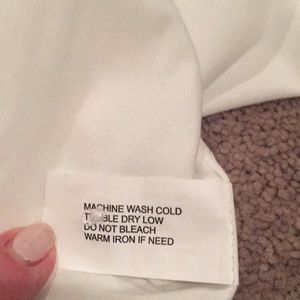 MACHINE WASH COLD
TUMBLE DRY LOW
DO NOT BLEACH
WARM IRON IF NEED